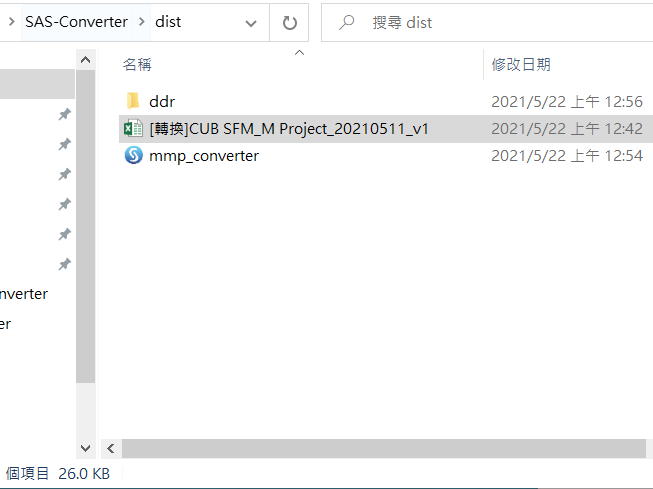 SAS-Converter > dist
搜尋 dist
名稱 修改日期
ddr 2021/5/22 上午 12:56
[轉換]CUB SFM_M Project_20210511_v1 2021/5/22 上午 12:42
mmp_converter 2021/5/22 上午 12:54
nverter
er
個項目 26.0 KB